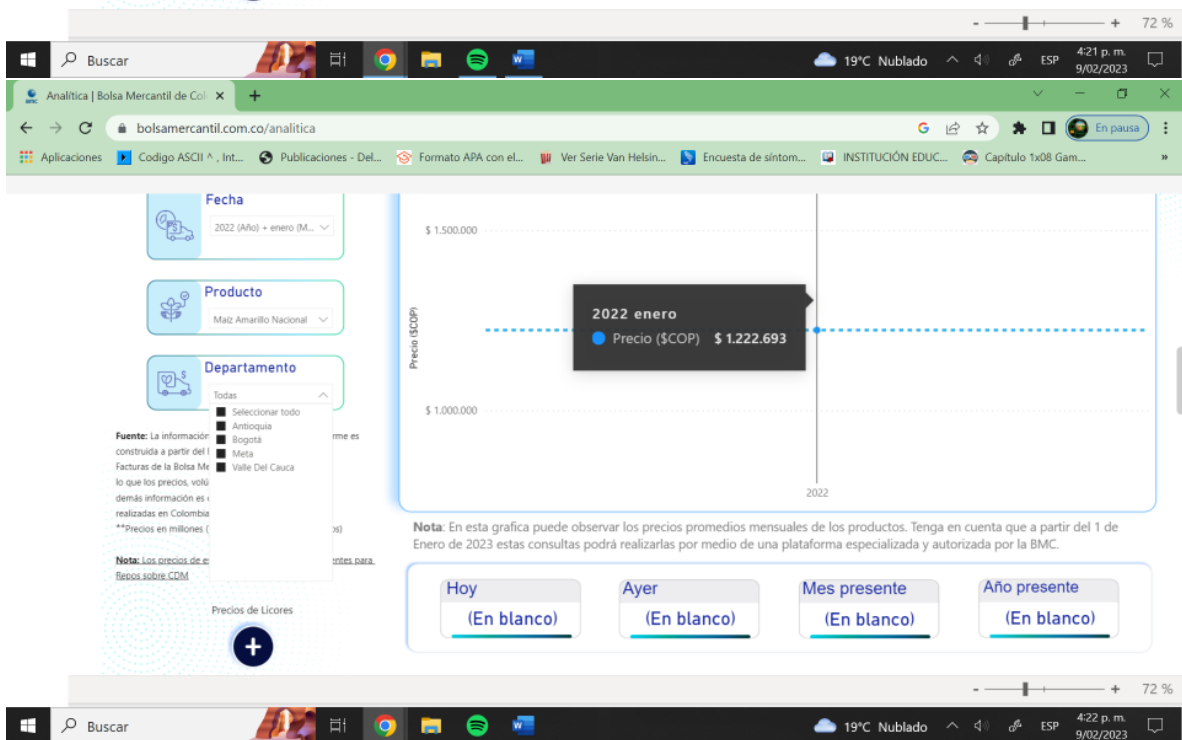 - + 72 %
Buscar
19°C Nublado
ESP
4:21 p. m.
9/02/2023
Analítica | Bolsa Mercantil de Col
bolsamercantil.com.co/analitica
En pausa
Aplicaciones
Codigo ASCII ^ , Int...
Publicaciones - Del...
Formato APA con el...
Ver Serie Van Helsin...
Encuesta de síntom...
INSTITUCIÓN EDUC...
Capítulo 1x08 Gam...
»
Fecha
2022 (Año) + enero (M...
Producto
Maíz Amarillo Nacional
Departamento
Todas
Seleccionar todo
Antioquia
Bogotá
Meta
Valle Del Cauca
Fuente: La información rme es
construida a partir del
Facturas de la Bolsa Me
lo que los precios, volú
demás información es
realizadas en Colombia
**Precios en millones ( os)
Nota: Los precios de e ntes para
Repos sobre CDM
Precios de Licores
+
$ 1.500.000
Precio ($COP)
$ 1.000.000
2022 enero
Precio ($COP) $ 1.222.693
2022
Nota: En esta grafica puede observar los precios promedios mensuales de los productos. Tenga en cuenta que a partir del 1 de
Enero de 2023 estas consultas podrá realizarlas por medio de una plataforma especializada y autorizada por la BMC.
Hoy
(En blanco)
Ayer
(En blanco)
Mes presente
(En blanco)
Año presente
(En blanco)
- + 72 %
Buscar
19°C Nublado
ESP
4:22 p. m.
9/02/2023